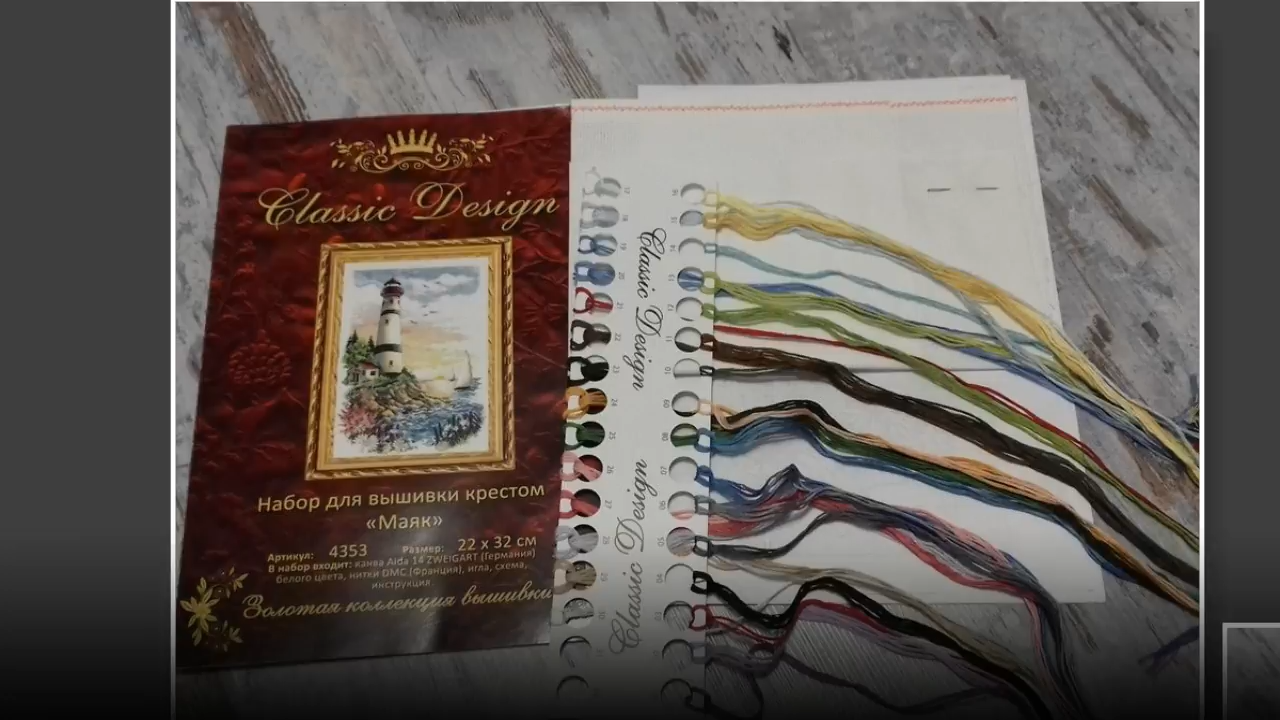 Classic Design
Набор для вышивки крестом
«Маяк»
Артикул: 4353 Размер: 22 х 32 см
В набор входит: канва Aida 14 ZWEIGART (Германия)
белого цвета, нитки DMC (Франция), игла, схема,
инструкция.
Золотая коллекция вышивки
Classic Design
Classic Design